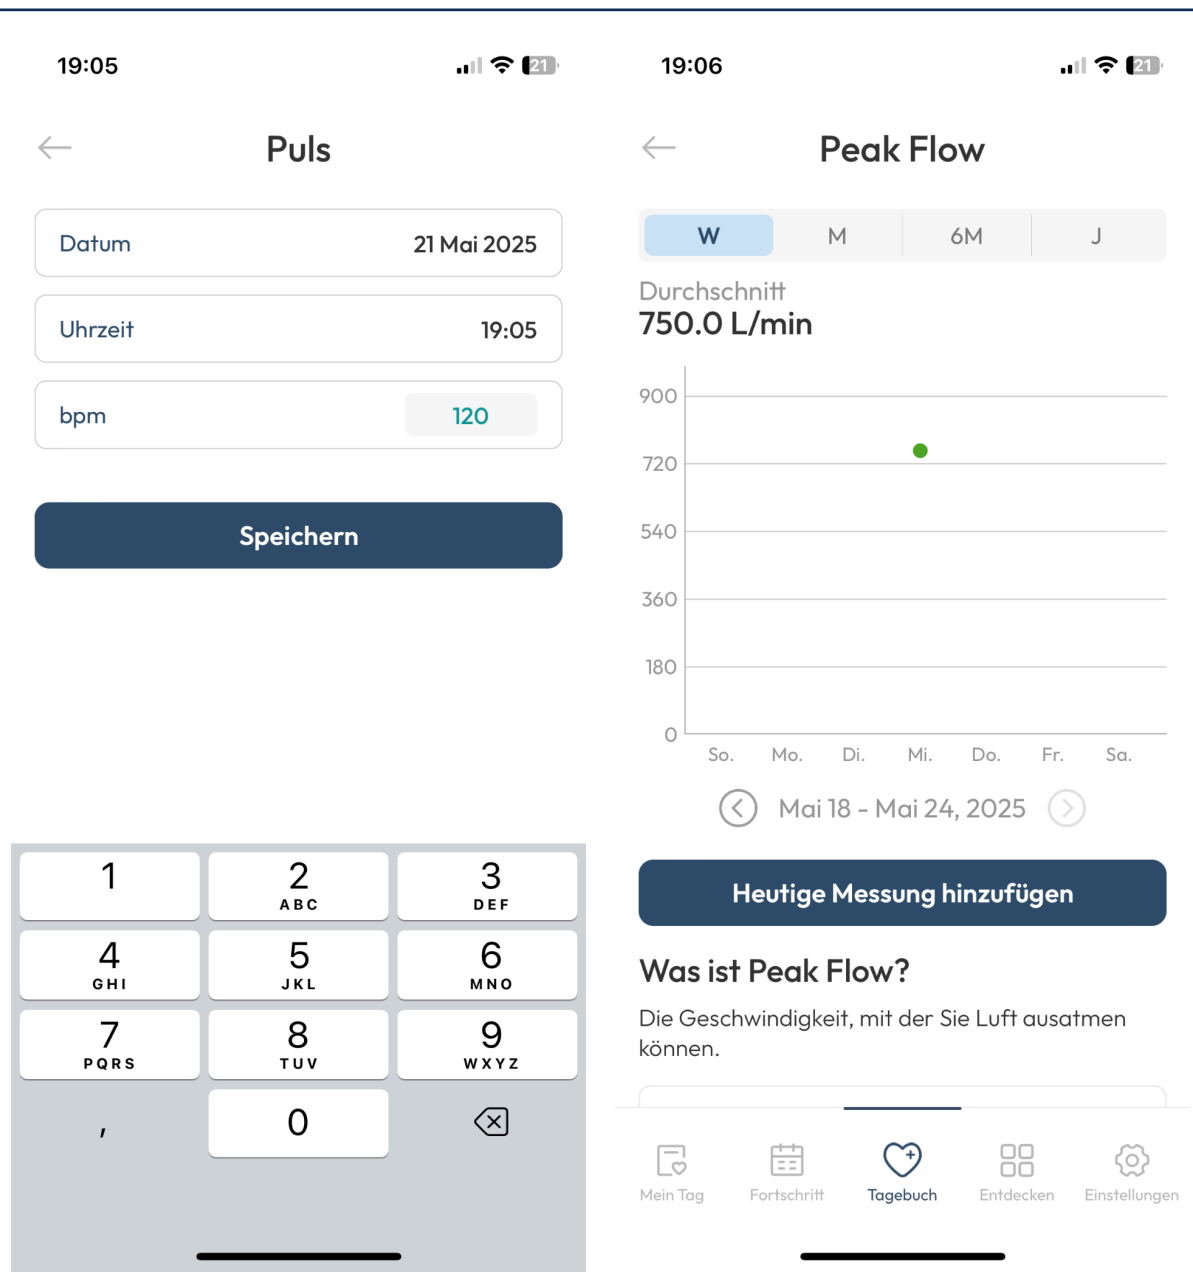 19:05
21
Puls
Datum
21 Mai 2025
Uhrzeit
19:05
bpm
120
Speichern
1
2
ABC
3
DEF
4
GHI
5
JKL
6
MNO
7
PQRS
8
TUV
9
WXYZ
,
0
19:06
21
Peak Flow
W
M
6M
J
Durchschnitt
750.0 L/min
900
720
540
360
180
0
So.
Mo.
Di.
Mi.
Do.
Fr.
Sa.
Mai 18 - Mai 24, 2025
Heutige Messung hinzufügen
Was ist Peak Flow?
Die Geschwindigkeit, mit der Sie Luft ausatmen
können.
Mein Tag
Fortschritt
Tagebuch
Entdecken
Einstellungen